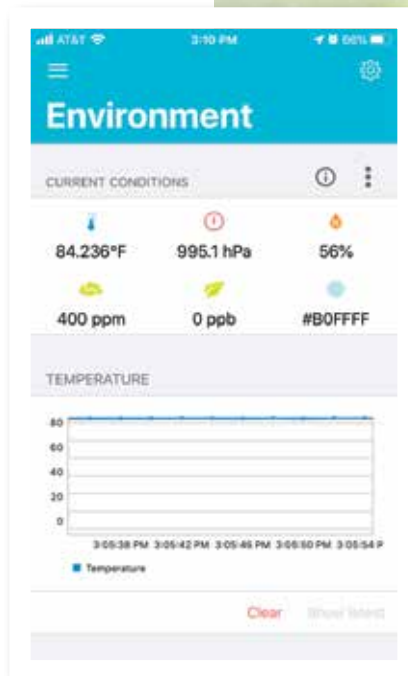 AT&T 3:10 PM 66%
Environment
CURRENT CONDITIONS
84.236°F 995.1 hPa 56%
400 ppm 0 ppb #B0FFFF
TEMPERATURE
80
60
40
20
0
3:05:38 PM 3:05:42 PM 3:05:46 PM 3:05:50 PM 3:05:54 P
Temperature
Clear Show latest